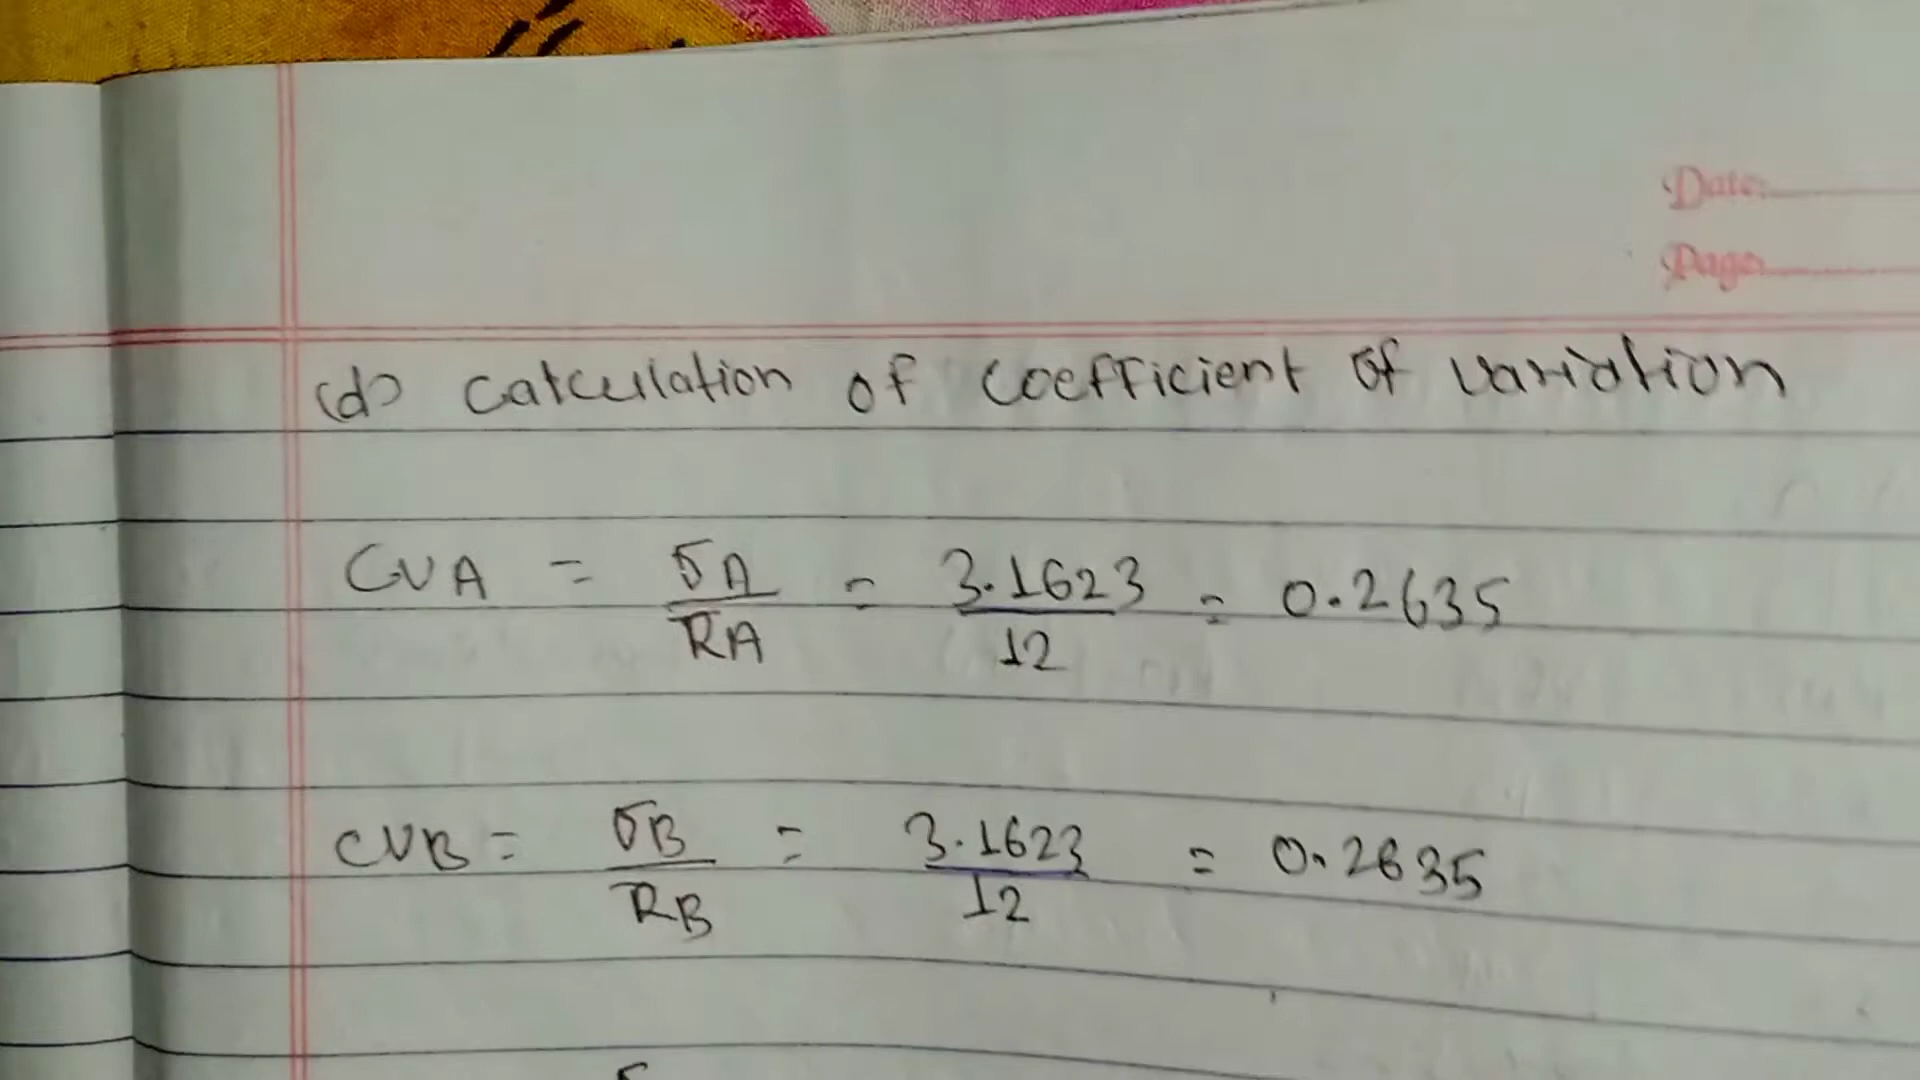 Date:
Page:
(d) Calculation of Coefficient of variation
CVA = σA / RA = 3.1623 / 12 = 0.2635
CVB = σB / RB = 3.1623 / 12 = 0.2635